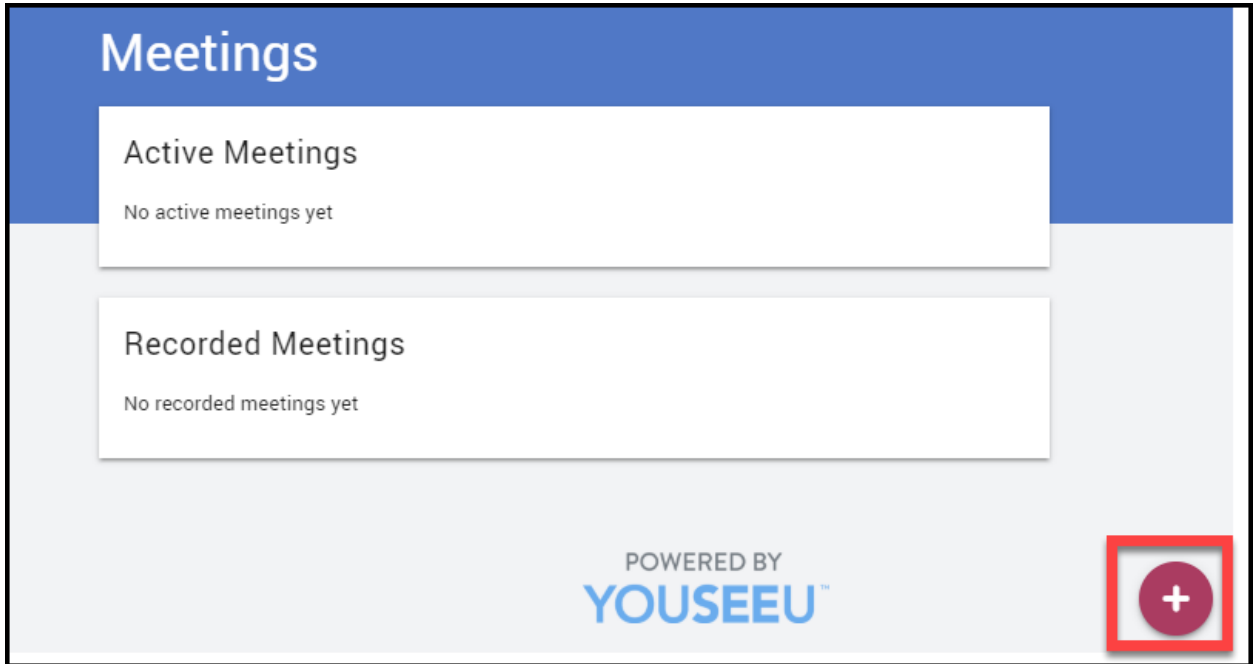 Meetings
Active Meetings
No active meetings yet
Recorded Meetings
No recorded meetings yet
POWERED BY
YOUSEEU™
+